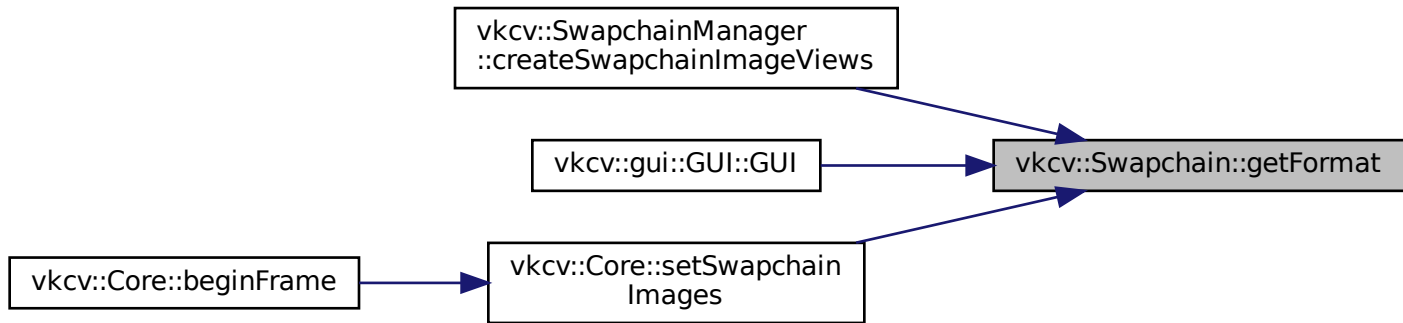 vkcv::SwapchainManager
::createSwapchainImageViews
vkcv::gui::GUI::GUI
vkcv::Swapchain::getFormat
vkcv::Core::setSwapchain
Images
vkcv::Core::beginFrame